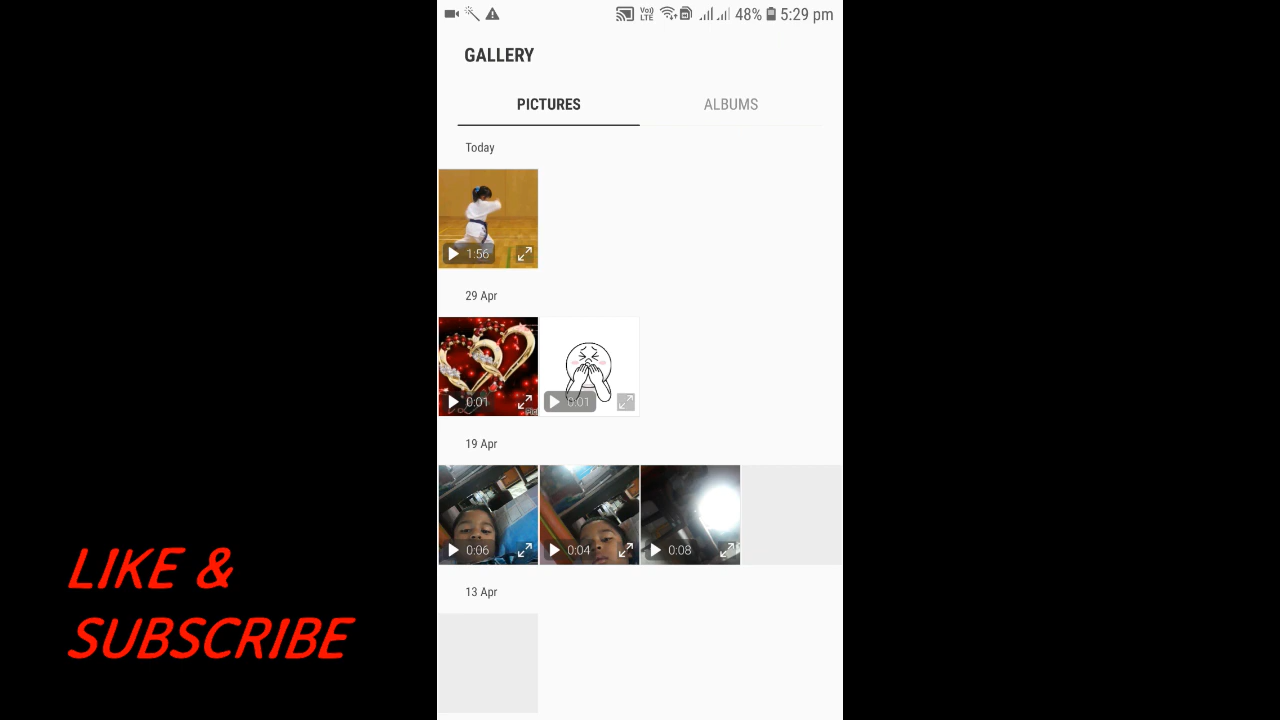 48% 5:29 pm
GALLERY
PICTURES ALBUMS
Today
1:56
29 Apr
0:01 0:01
19 Apr
0:06 0:04 0:08
13 Apr
LIKE &
SUBSCRIBE